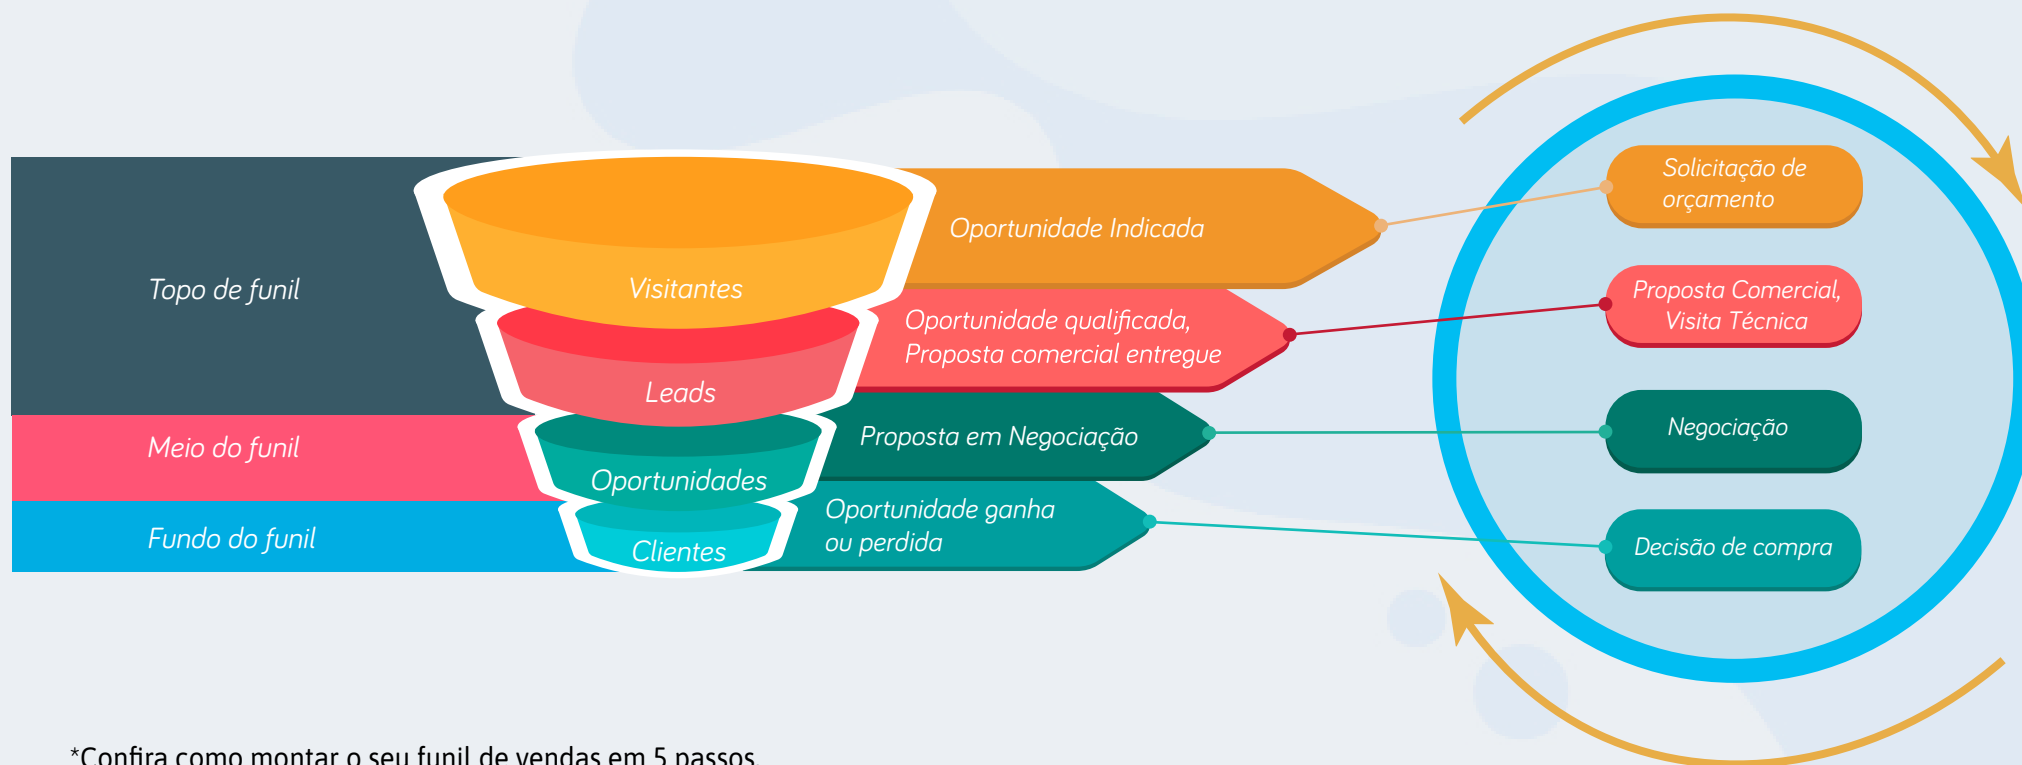 Topo de funil
Meio do funil
Fundo do funil
Visitantes
Leads
Oportunidades
Clientes
Oportunidade Indicada
Oportunidade qualificada,
Proposta comercial entregue
Proposta em Negociação
Oportunidade ganha
ou perdida
Solicitação de
orçamento
Proposta Comercial,
Visita Técnica
Negociação
Decisão de compra
*Confira como montar o seu funil de vendas em 5 passos.